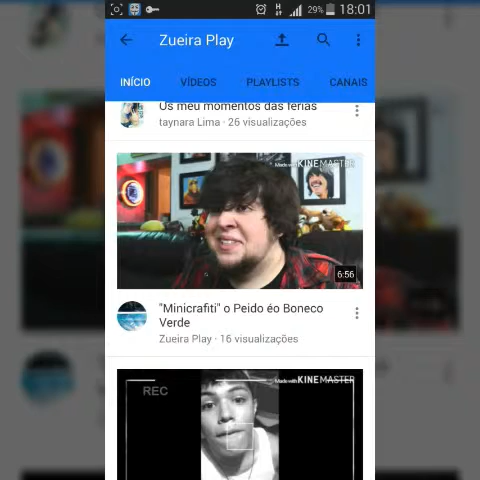 29% 18:01
Zueira Play
INÍCIO VÍDEOS PLAYLISTS CANAIS
Os meu momentos das ferias
taynara Lima · 26 visualizações
Made with KINEMASTER
6:56
"Minicrafiti" o Peido éo Boneco
Verde
Zueira Play · 16 visualizações
REC
Made with KINEMASTER